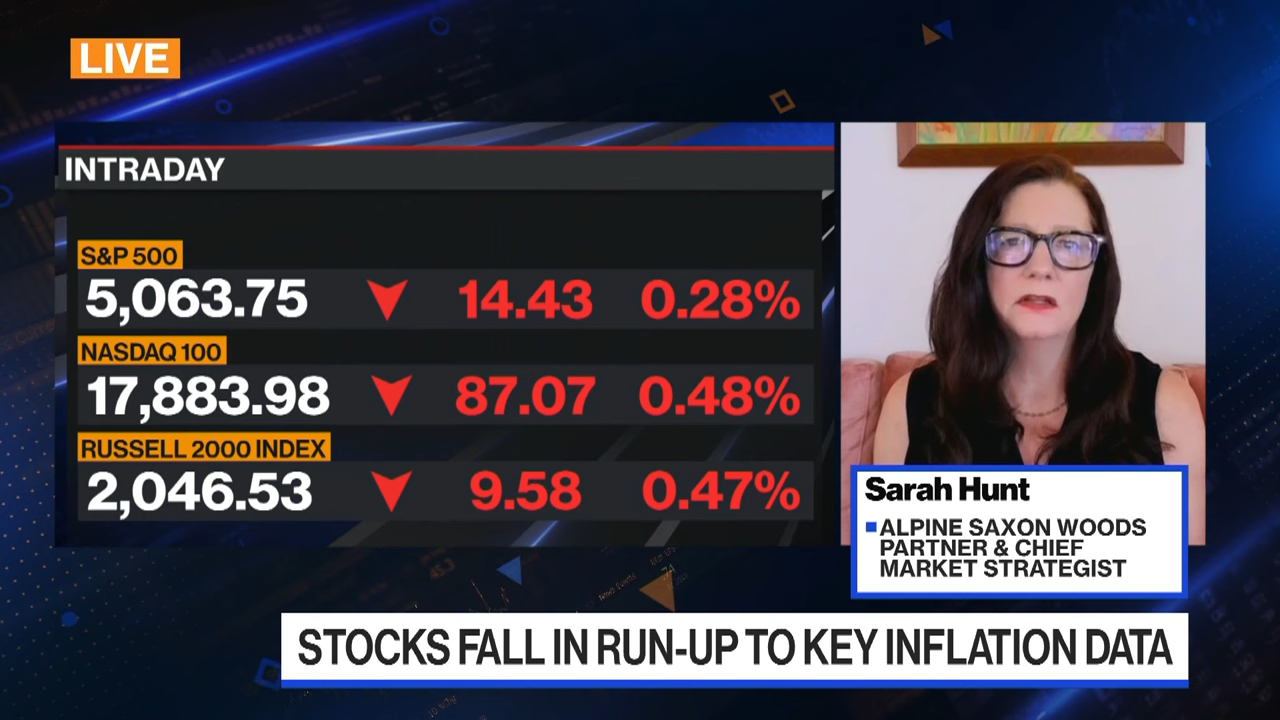 LIVE
INTRADAY
S&P 500
5,063.75 14.43 0.28%
NASDAQ 100
17,883.98 87.07 0.48%
RUSSELL 2000 INDEX
2,046.53 9.58 0.47%
Sarah Hunt
ALPINE SAXON WOODS
PARTNER & CHIEF
MARKET STRATEGIST
STOCKS FALL IN RUN-UP TO KEY INFLATION DATA